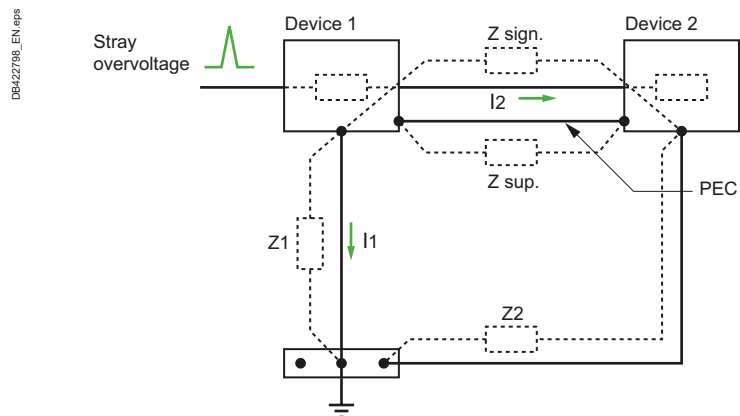 DB422798_EN.eps
Device 1
Device 2
Stray
overvoltage
Z sign.
I2
Z sup.
PEC
Z1
I1
Z2